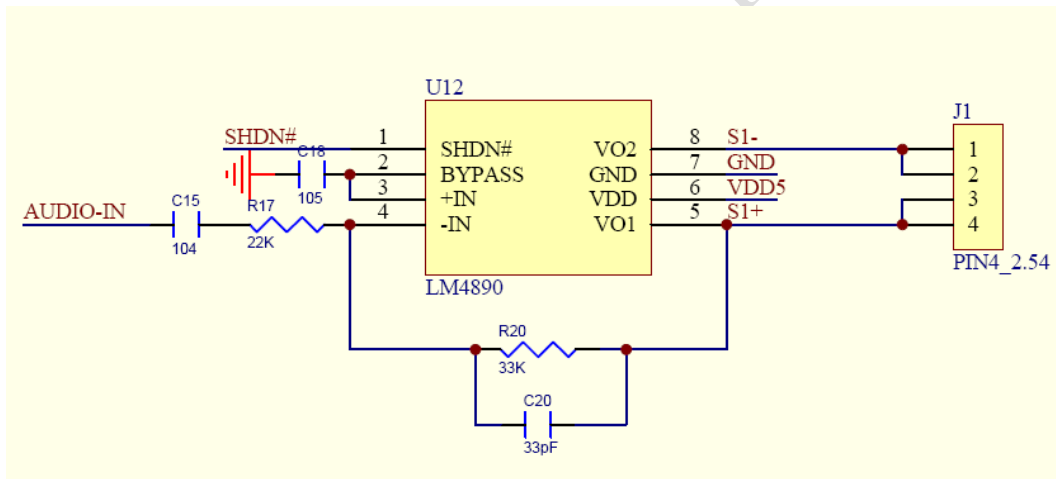 U12
J1
SHDN# 1 SHDN# VO2 8 S1- 1
C18 2 BYPASS GND 7 GND 2
105 3 +IN VDD 6 VDD5 3
AUDIO-IN C15 R17 4 -IN VO1 5 S1+ 4
104 22K
LM4890
PIN4_2.54
R20
33K
C20
33pF